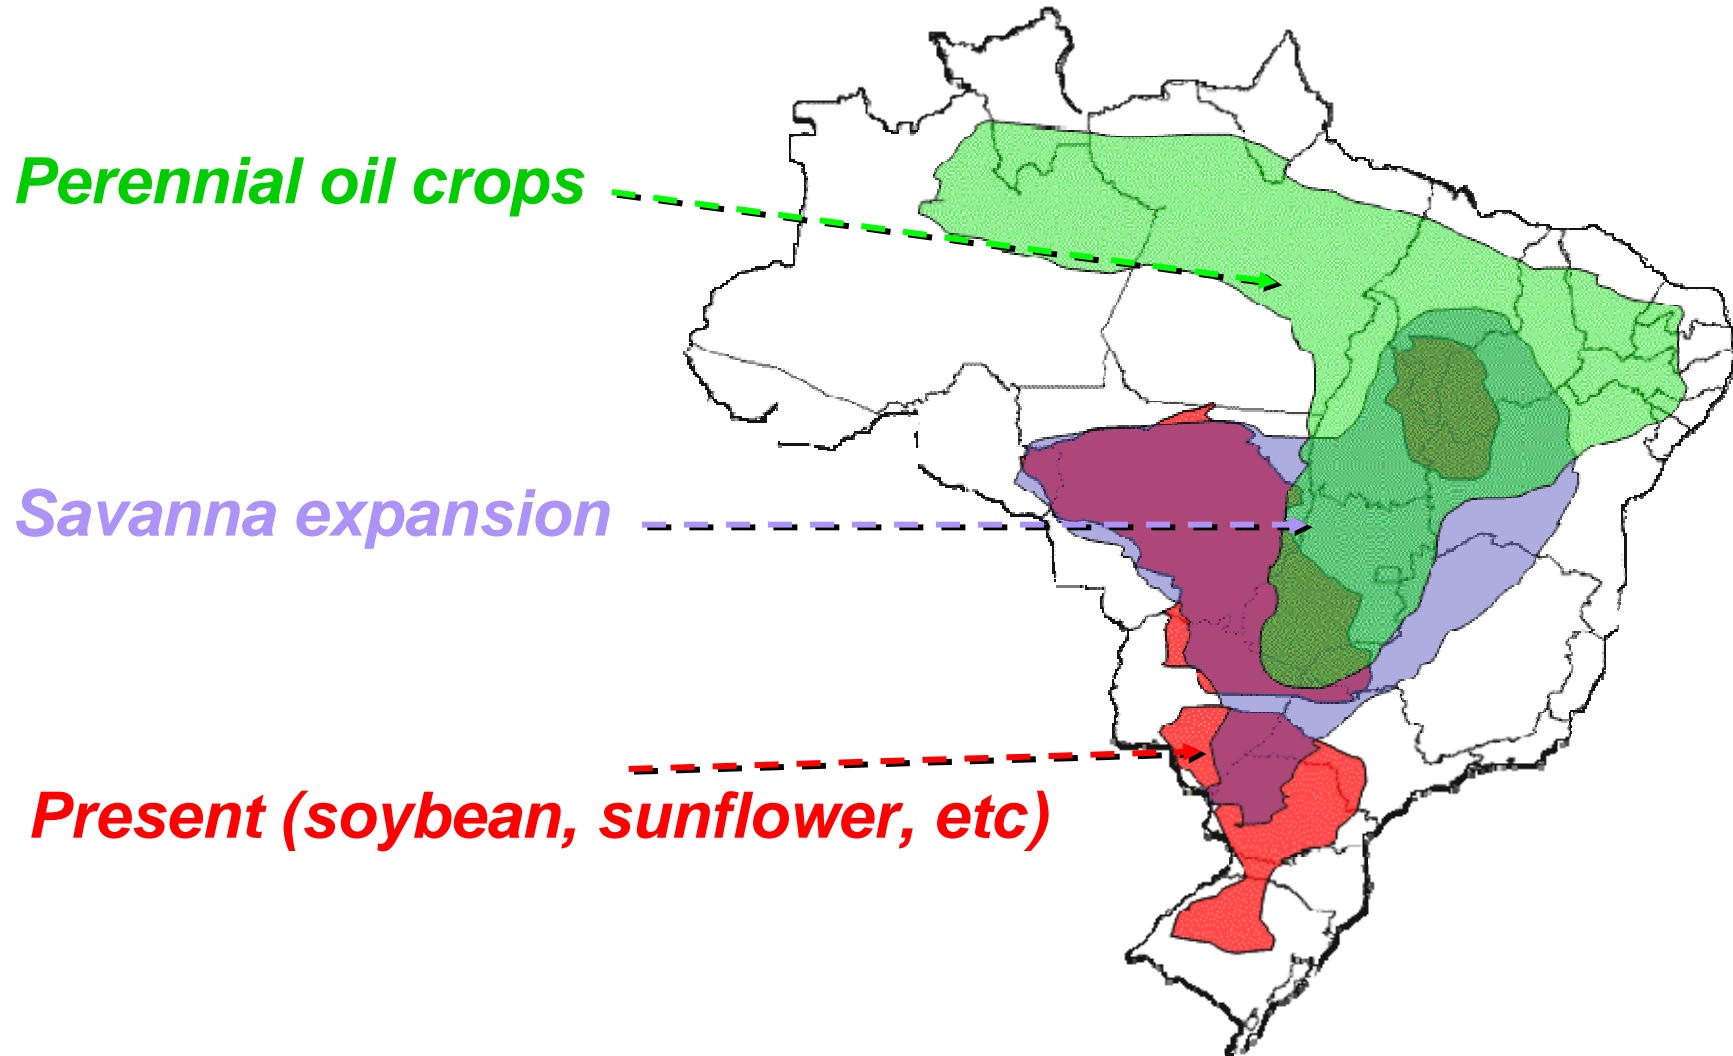 Perennial oil crops
Savanna expansion
Present (soybean, sunflower, etc)